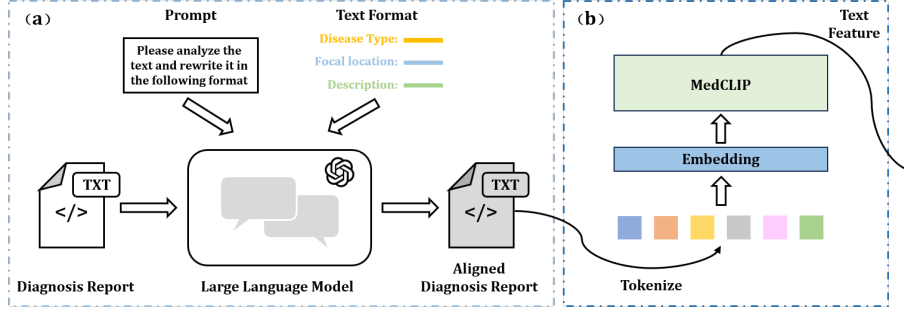 (a)
Prompt
Text Format
Please analyze the
text and rewrite it in
the following format
Disease Type:
Focal location:
Description:
TXT
</>
TXT
</>
Diagnosis Report
Large Language Model
Aligned
Diagnosis Report
(b)
Text
Feature
MedCLIP
Embedding
Tokenize